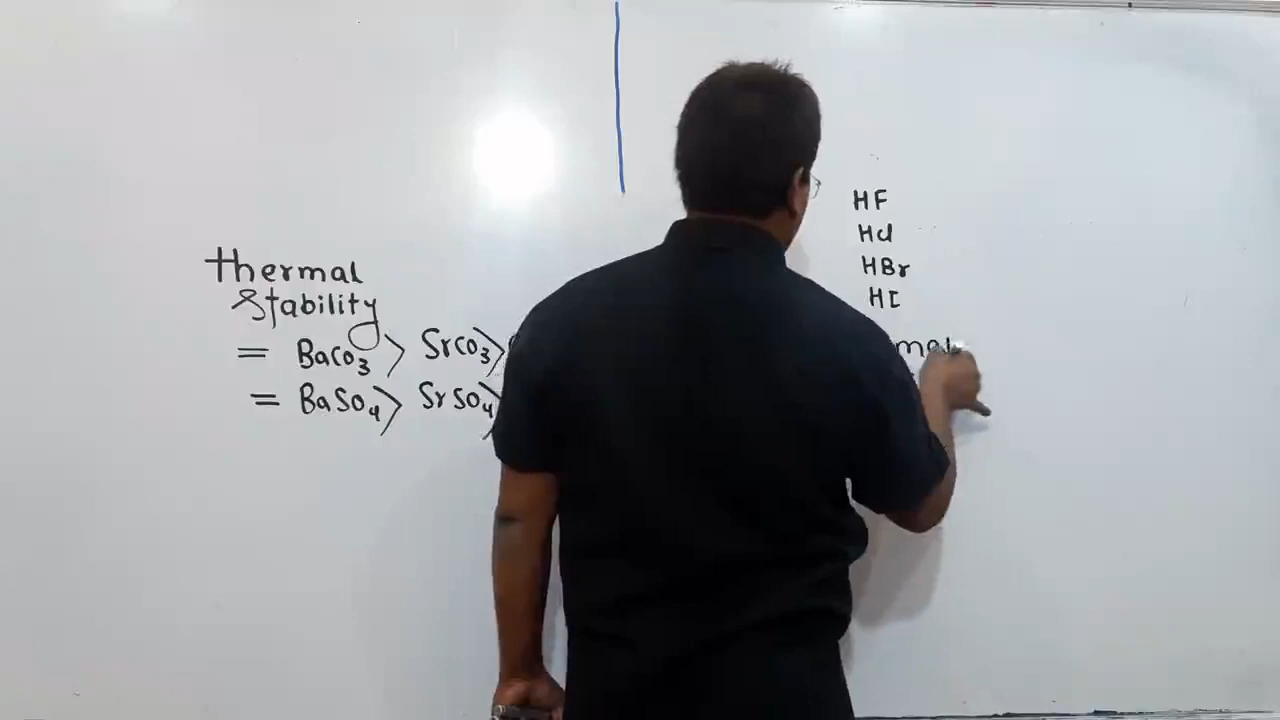 thermal
Stability
= BaCO3 > SrCO3 >
= BaSO4 > SrSO4 >
HF
HCl
HBr
HI